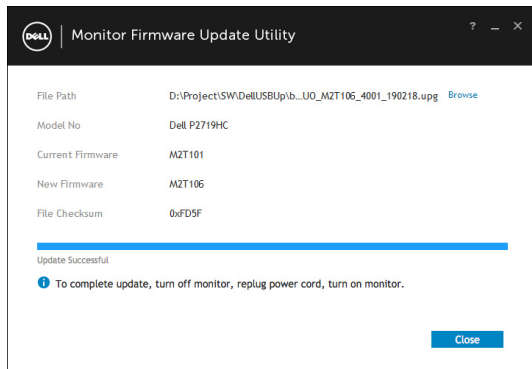 DELL Monitor Firmware Update Utility ? _ X
File Path D:\Project\SW\DellUSBUp\b...UO_M2T106_4001_190218.upg Browse
Model No Dell P2719HC
Current Firmware M2T101
New Firmware M2T106
File Checksum 0xFD5F
Update Successful
To complete update, turn off monitor, replug power cord, turn on monitor.
Close